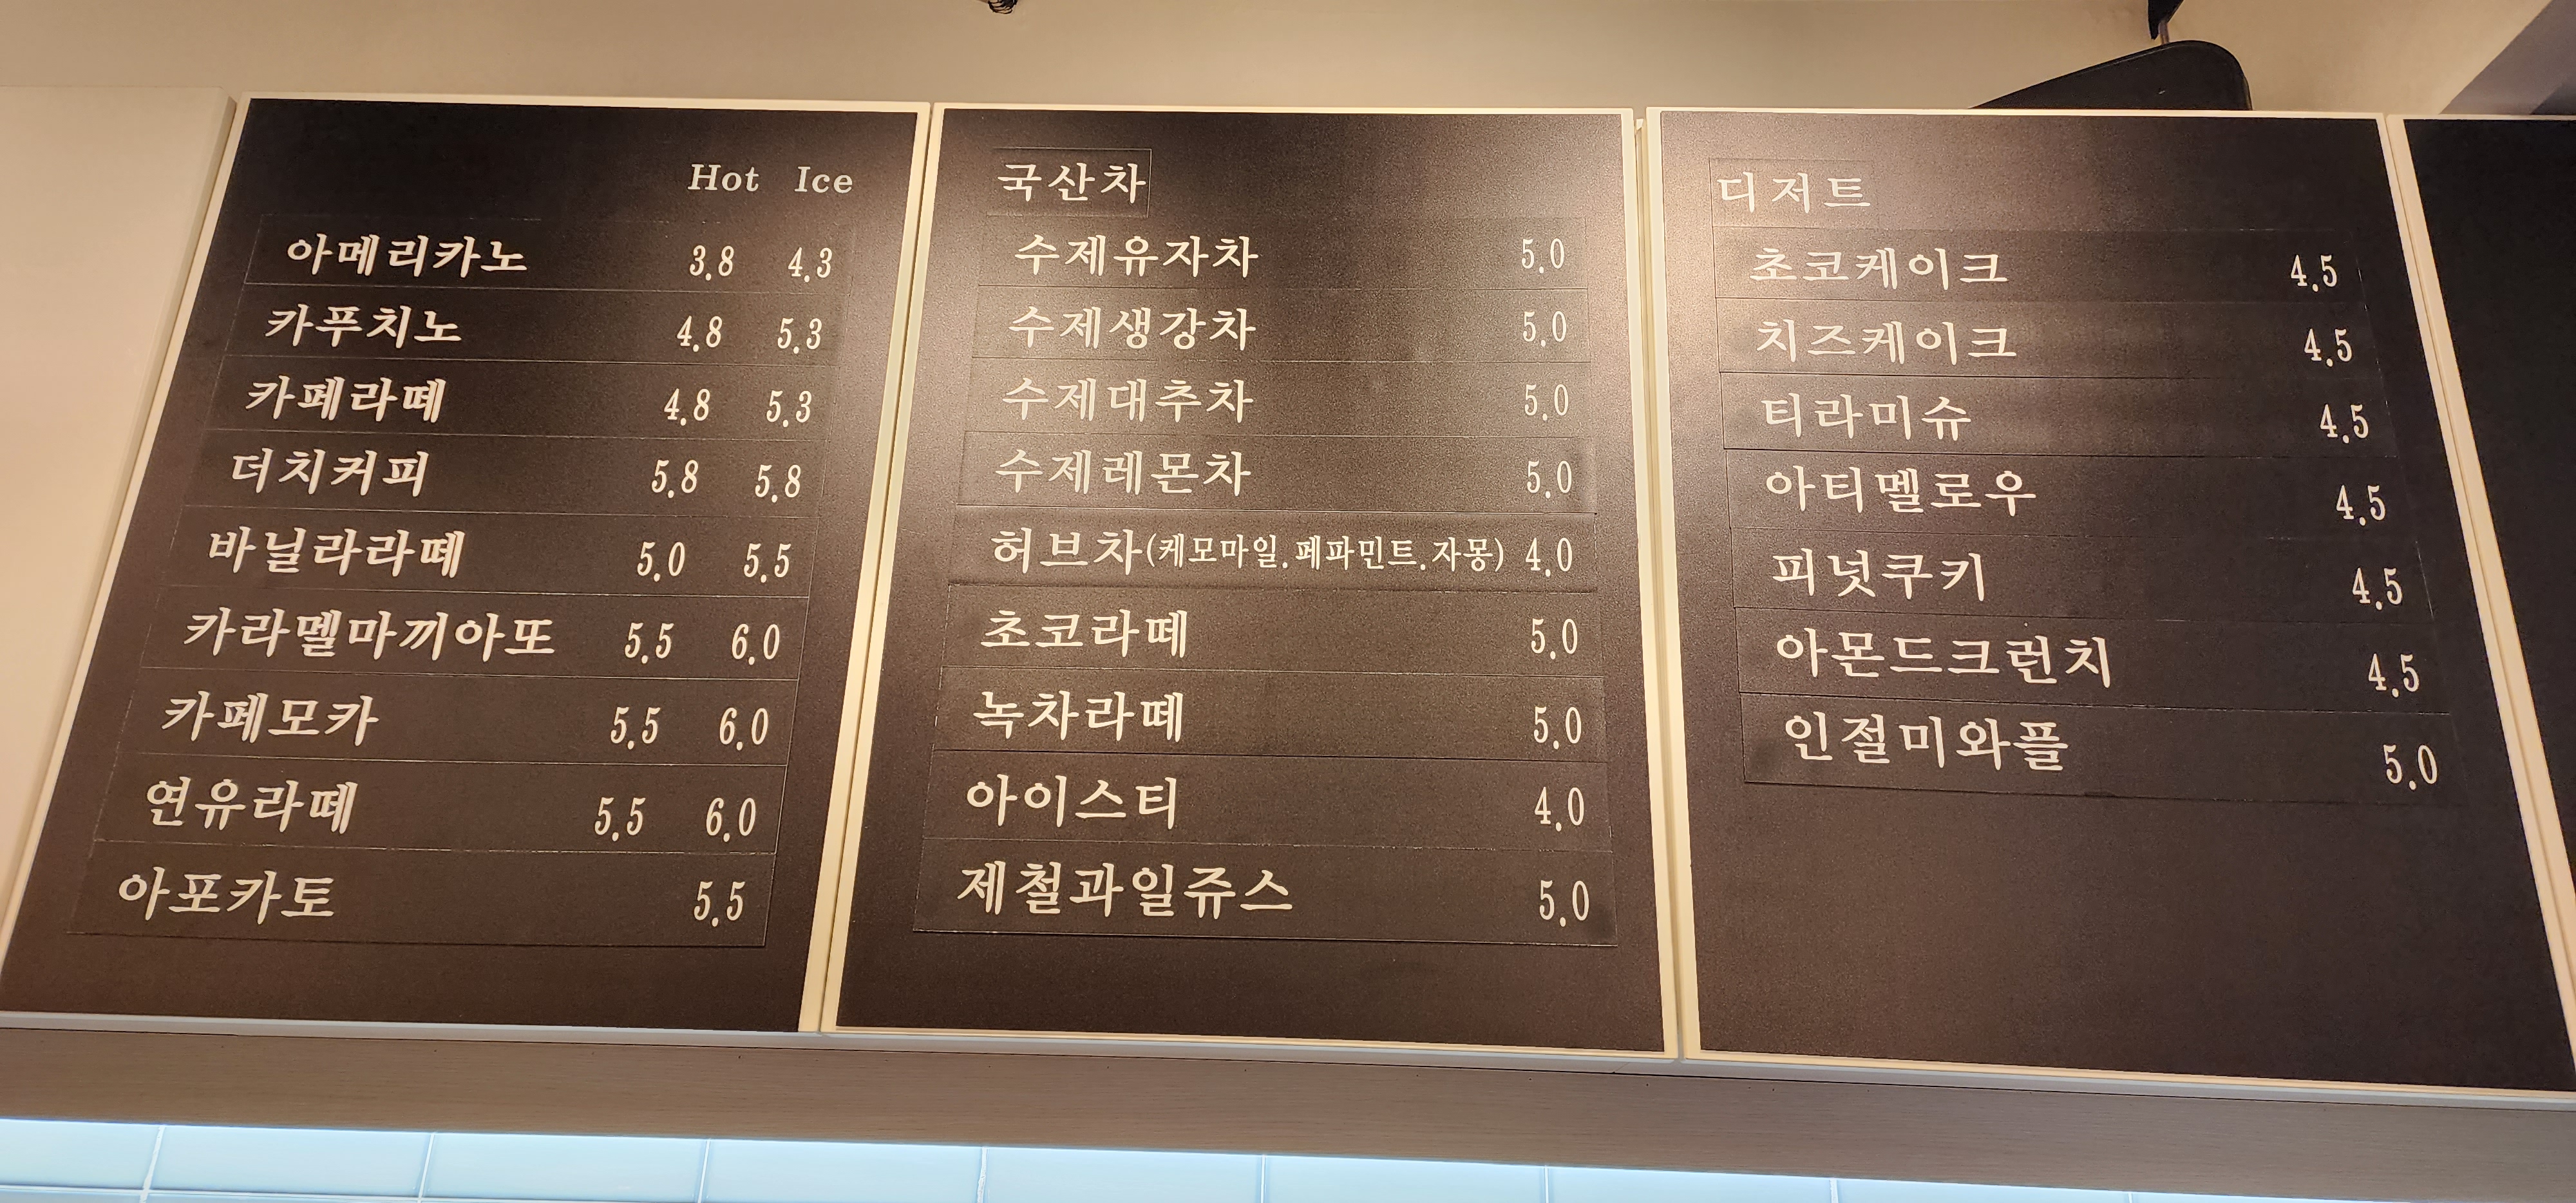 Hot Ice
아메리카노 3.8 4.3
카푸치노 4.8 5.3
카페라떼 4.8 5.3
더치커피 5.8 5.8
바닐라라떼 5.0 5.5
카라멜마끼아또 5.5 6.0
카페모카 5.5 6.0
연유라떼 5.5 6.0
아포카토 5.5
국산차
수제유자차 5.0
수제생강차 5.0
수제대추차 5.0
수제레몬차 5.0
허브차(케모마일.페파민트.자몽) 4.0
초코라떼 5.0
녹차라떼 5.0
아이스티 4.0
제철과일쥬스 5.0
디저트
초코케이크 4.5
치즈케이크 4.5
티라미슈 4.5
아티멜로우 4.5
피넛쿠키 4.5
아몬드크런치 4.5
인절미와플 5.0